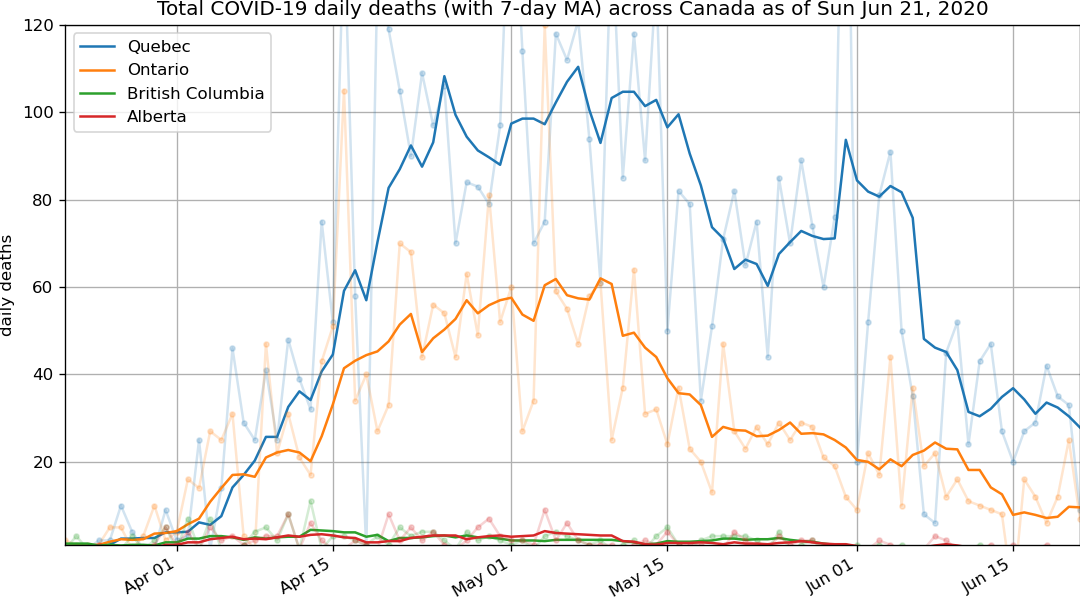 Total COVID-19 daily deaths (with 7-day MA) across Canada as of Sun Jun 21, 2020
daily deaths
120
100
80
60
40
20
Quebec
Ontario
British Columbia
Alberta
Apr 01
Apr 15
May 01
May 15
Jun 01
Jun 15